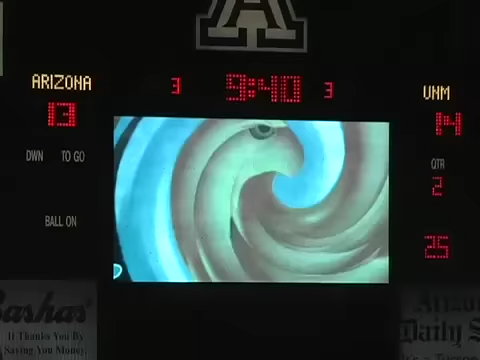 A
ARIZONA 3 9:40 3 UNM
13 14
DWN TO GO QTR
2
BALL ON
25
Bashas'
It Thanks You By
Saving You Money.
Daily